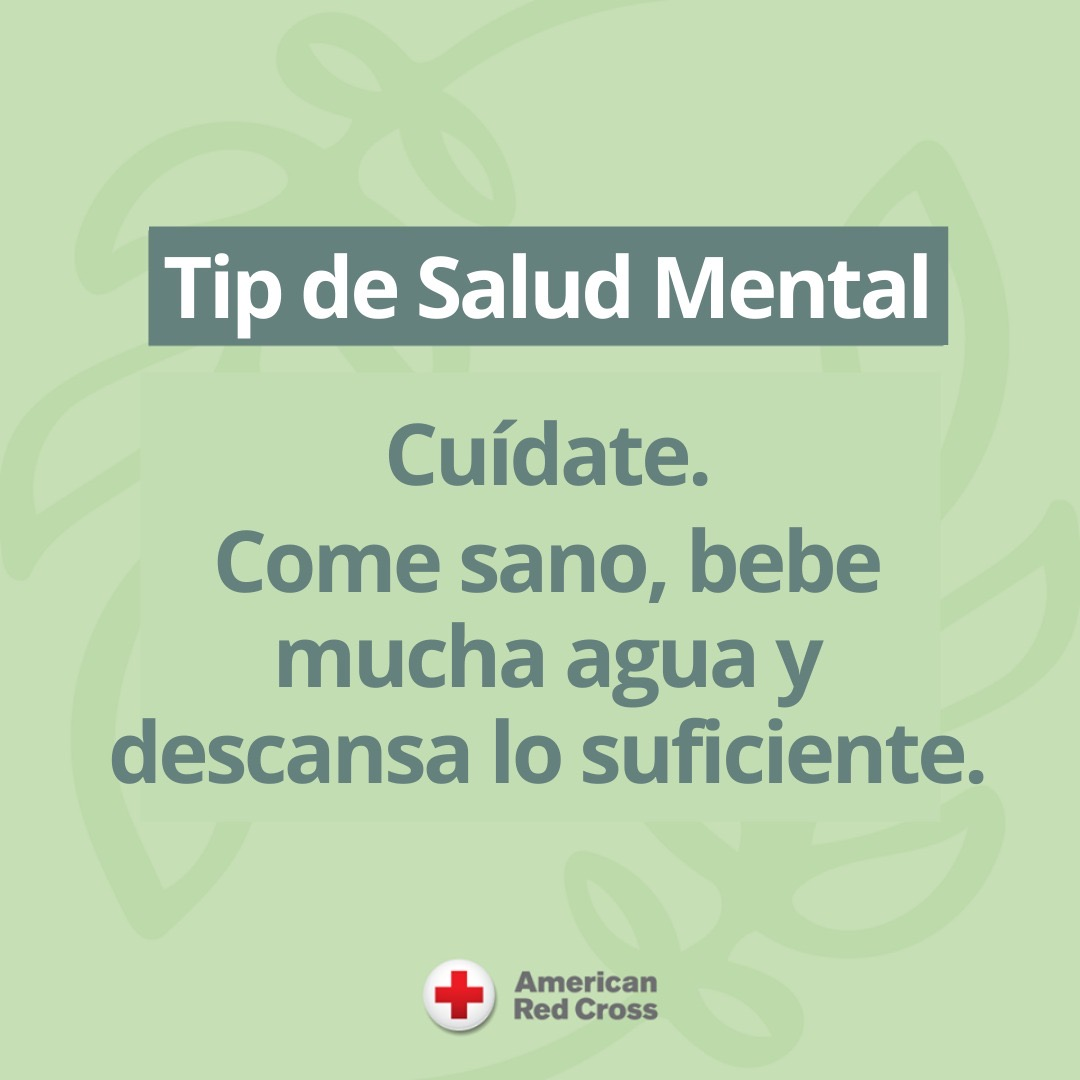 Tip de Salud Mental
Cuídate.
Come sano, bebe
mucha agua y
descansa lo suficiente.
American
Red Cross